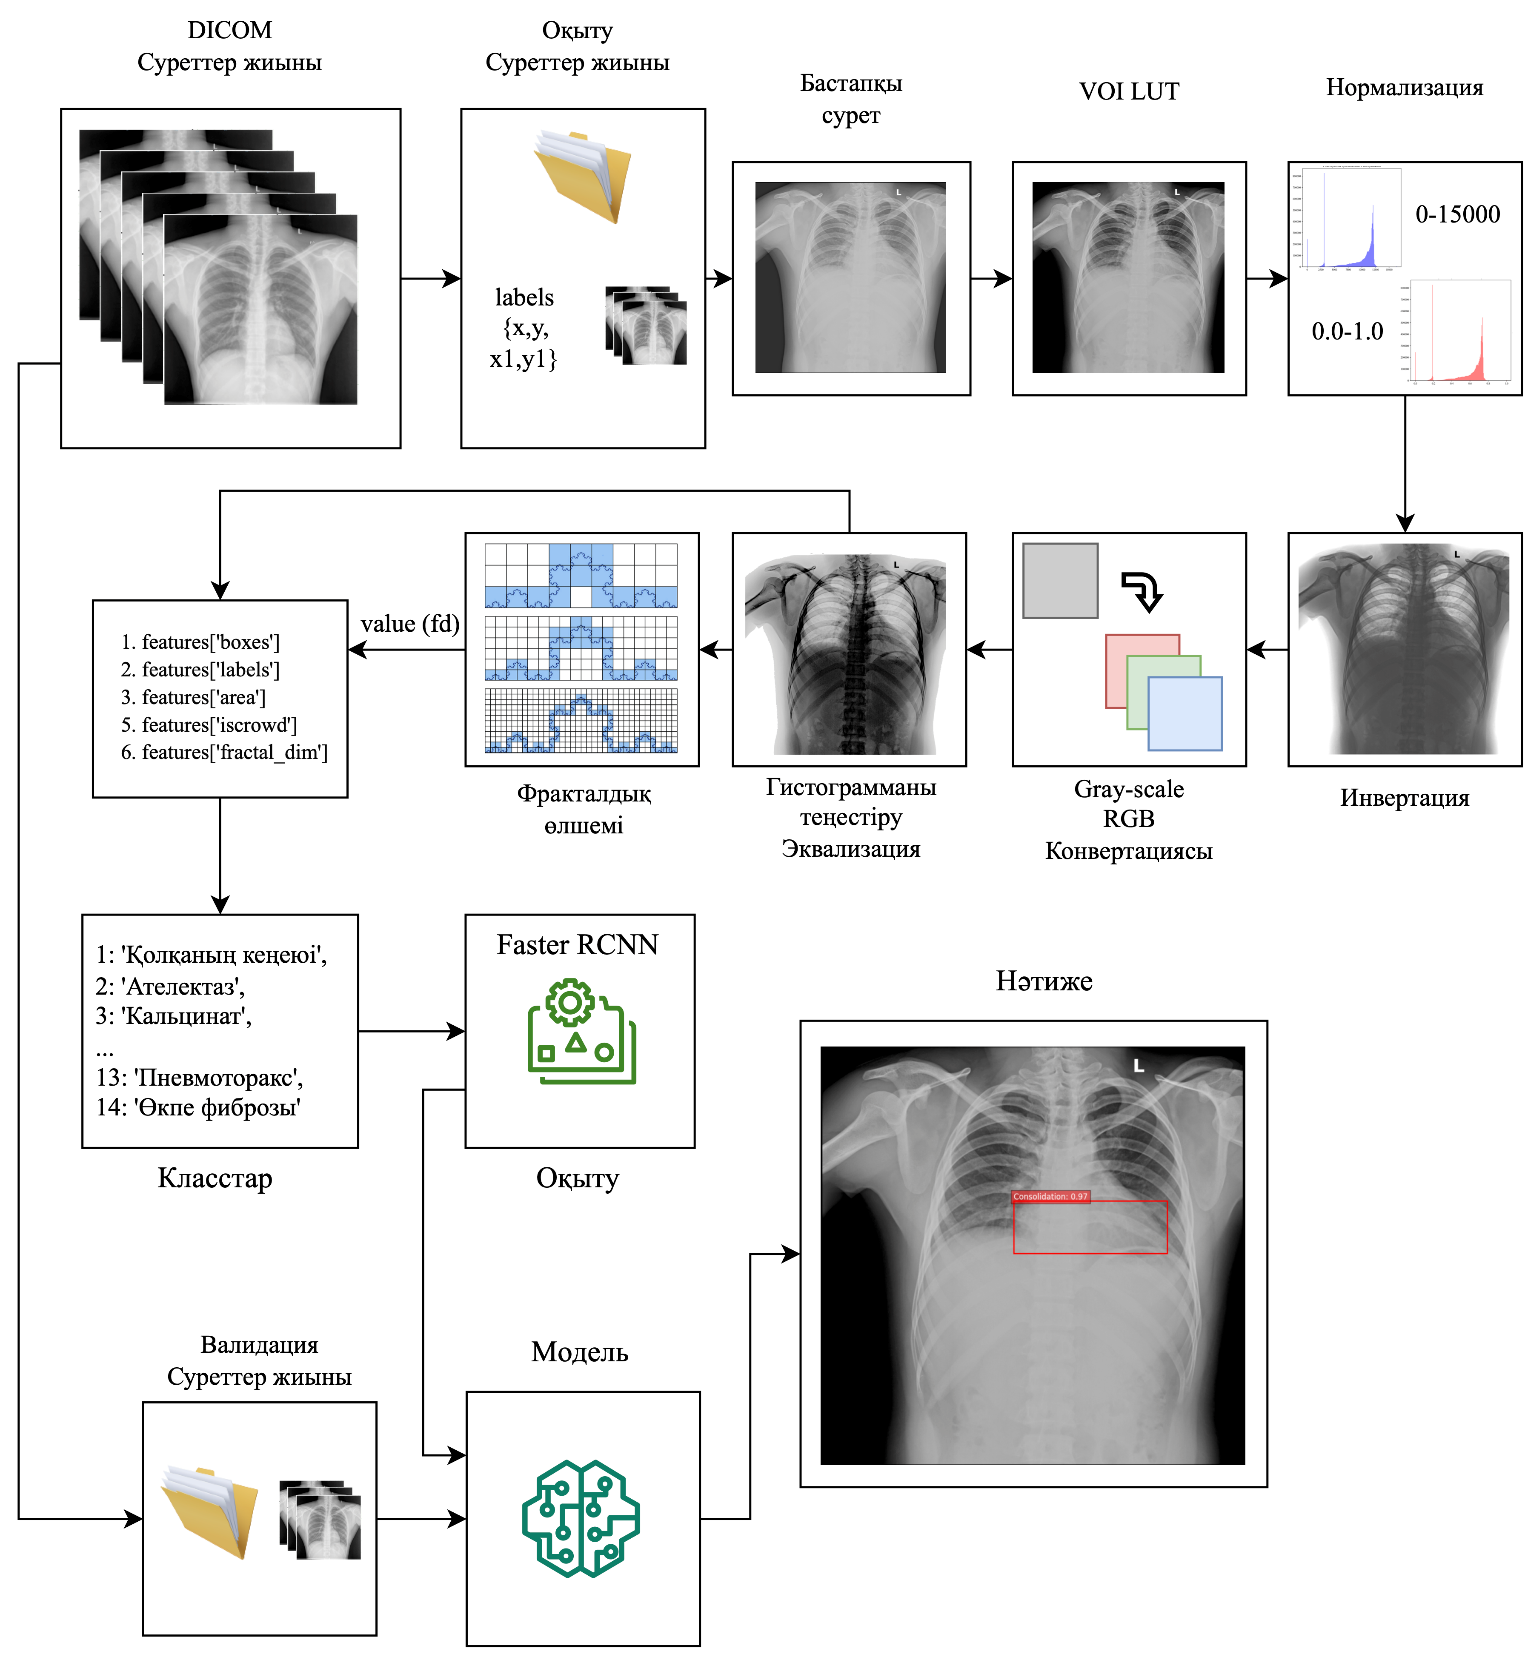 DICOM
Суреттер жиыны
Оқыту
Суреттер жиыны
Бастапқы
сурет
VOI LUT
Нормализация
labels
{x,y,
x1,y1}
L
L
L
0-15000
0.0-1.0
value (fd)
1. features['boxes']
2. features['labels']
3. features['area']
5. features['iscrowd']
6. features['fractal_dim']
Фракталдық
өлшемі
L
Гистограмманы
теңестіру
Эквализация
Gray-scale
RGB
Конвертациясы
L
Инвертация
1: 'Қолқаның кеңеюі',
2: 'Ателектаз',
3: 'Кальцинат',
...
13: 'Пневмоторакс',
14: 'Өкпе фиброзы'
Класстар
Faster RCNN
Оқыту
Нәтиже
L
Consolidation: 0.97
Валидация
Суреттер жиыны
Модель